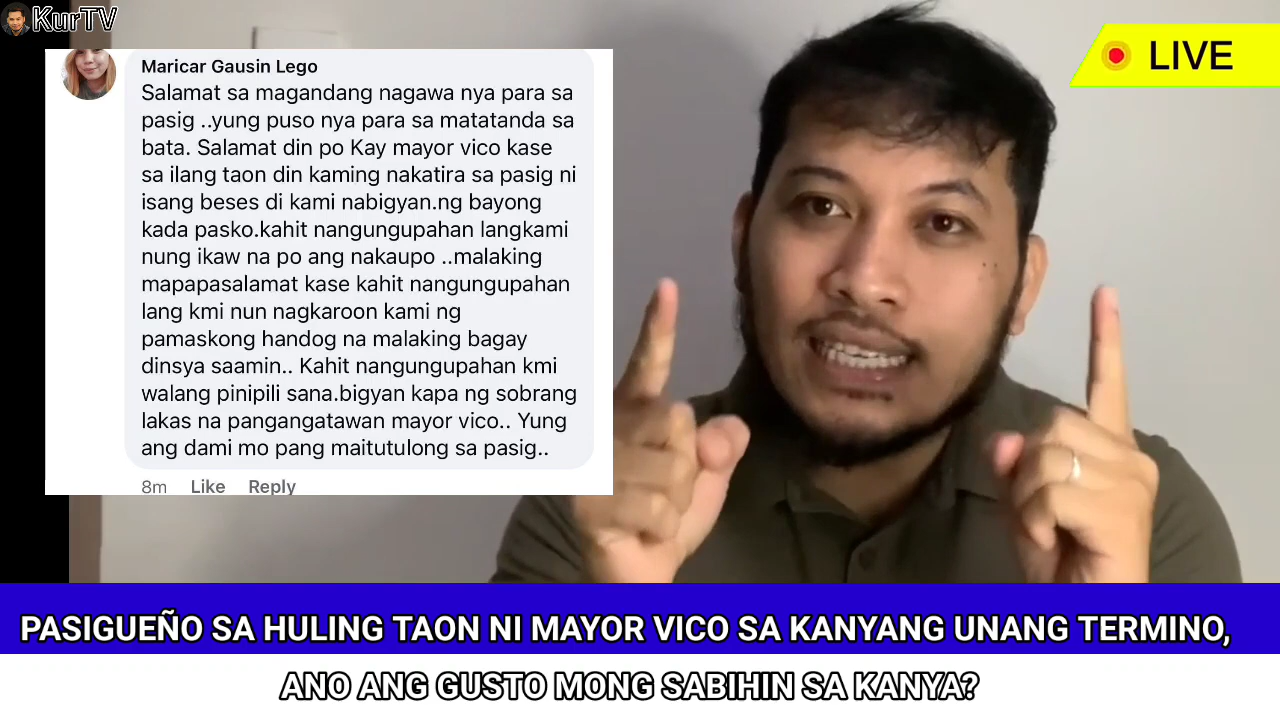 KurTV
LIVE
Maricar Gausin Lego
Salamat sa magandang nagawa nya para sa
pasig ..yung puso nya para sa matatanda sa
bata. Salamat din po Kay mayor vico kase
sa ilang taon din kaming nakatira sa pasig ni
isang beses di kami nabigyan.ng bayong
kada pasko.kahit nangungupahan langkami
nung ikaw na po ang nakaupo ..malaking
mapapasalamat kase kahit nangungupahan
lang kmi nun nagkaroon kami ng
pamaskong handog na malaking bagay
dinsya saamin.. Kahit nangungupahan kmi
walang pinipili sana.bigyan kapa ng sobrang
lakas na pangangatawan mayor vico.. Yung
ang dami mo pang maitutulong sa pasig..
8m Like Reply
PASIGUEÑO SA HULING TAON NI MAYOR VICO SA KANYANG UNANG TERMINO,
ANO ANG GUSTO MONG SABIHIN SA KANYA?